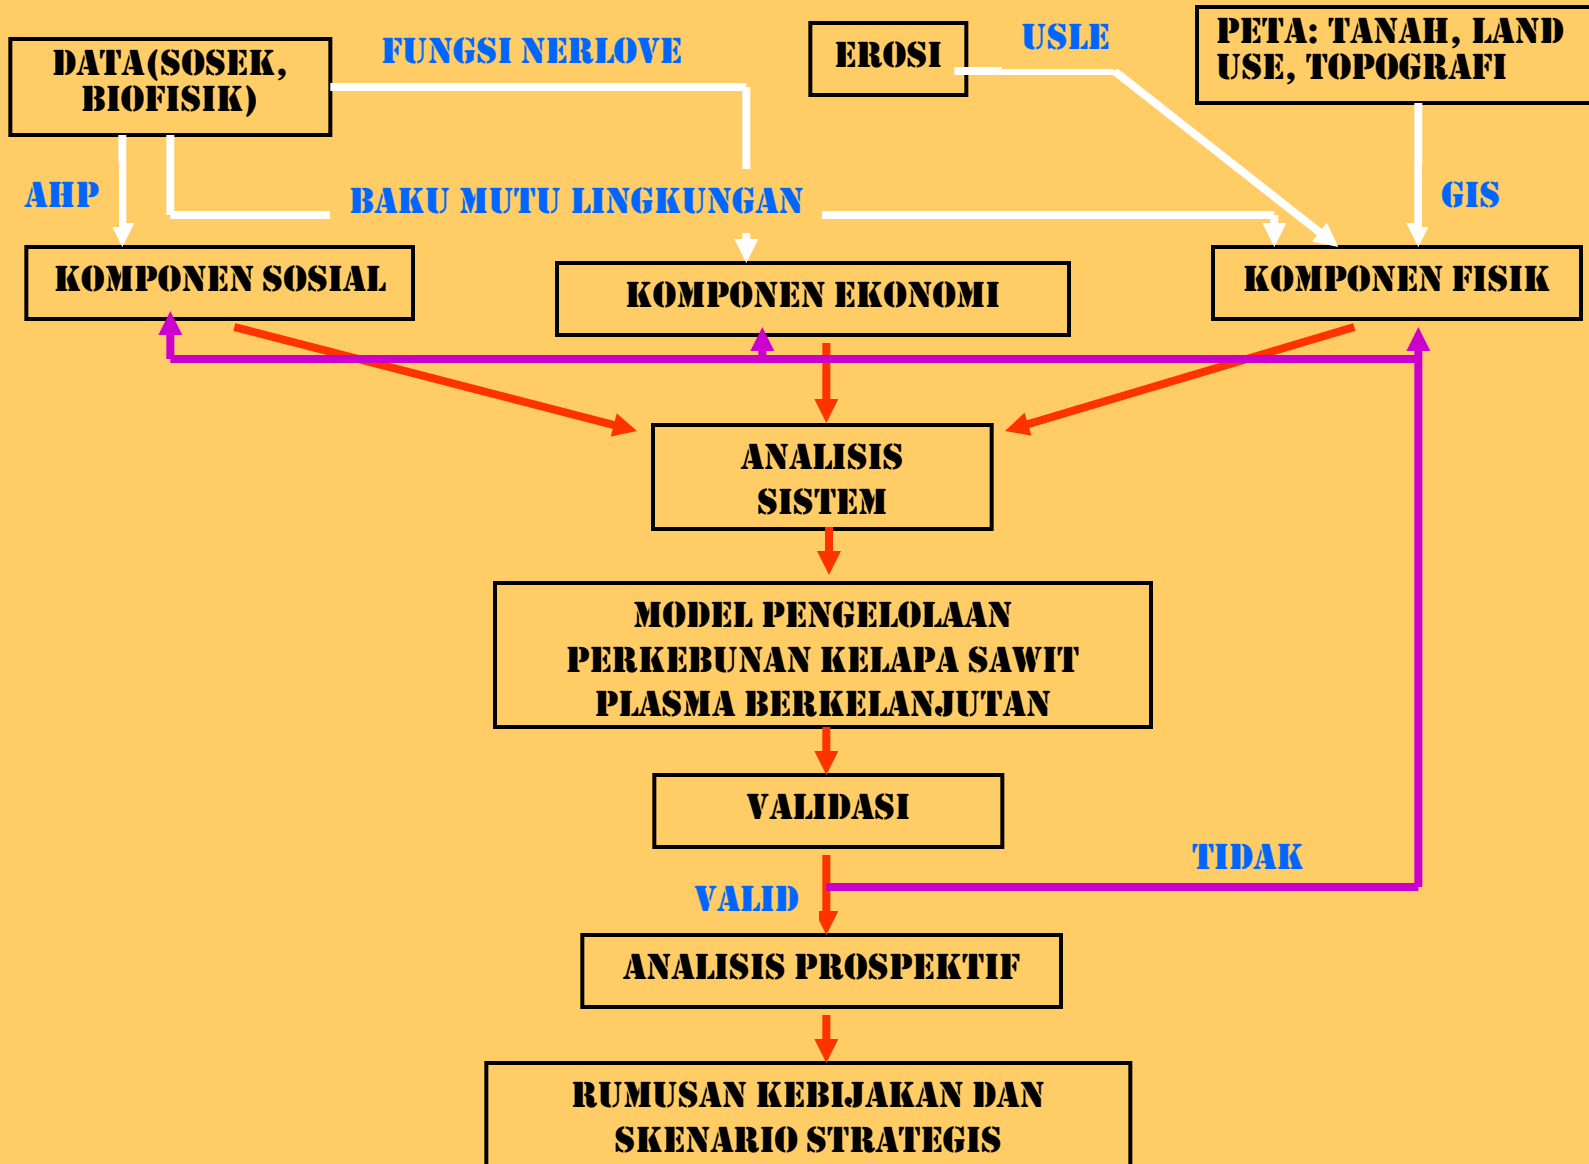 DATA(SOSEK,
BIOFISIK)
FUNGSI NERLOVE
EROSI
USLE
PETA: TANAH, LAND
USE, TOPOGRAFI
AHP
BAKU MUTU LINGKUNGAN
GIS
KOMPONEN SOSIAL
KOMPONEN EKONOMI
KOMPONEN FISIK
ANALISIS
SISTEM
MODEL PENGELOLAAN
PERKEBUNAN KELAPA SAWIT
PLASMA BERKELANJUTAN
VALIDASI
TIDAK
VALID
ANALISIS PROSPEKTIF
RUMUSAN KEBIJAKAN DAN
SKENARIO STRATEGIS